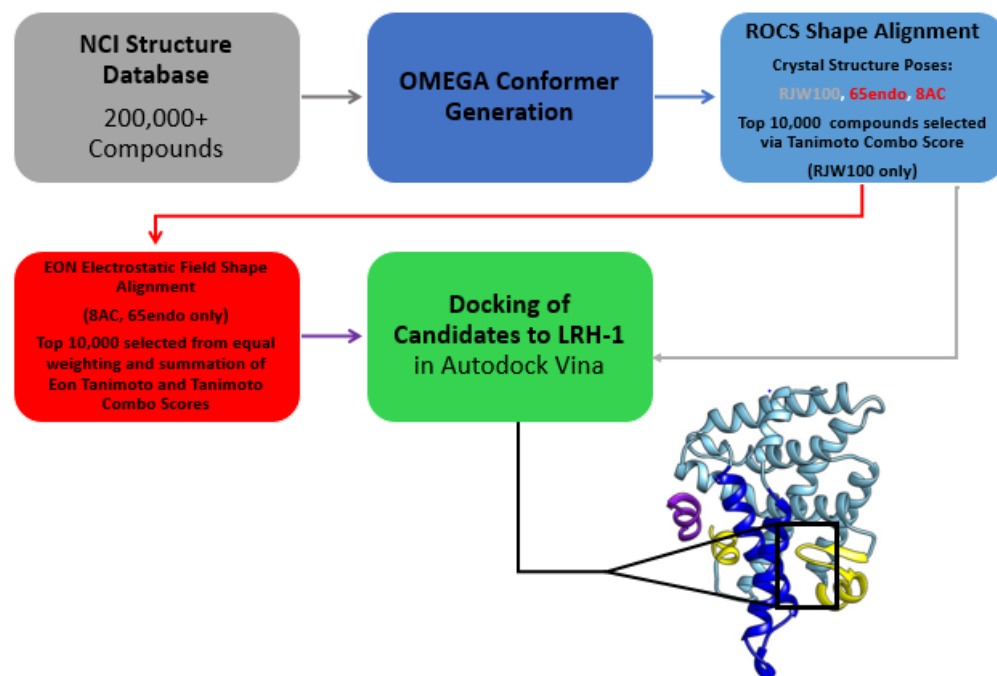 NCI Structure
Database
200,000+
Compounds
OMEGA Conformer
Generation
ROCS Shape Alignment
Crystal Structure Poses:
RJW100, 65endo, 8AC
Top 10,000 compounds selected
via Tanimoto Combo Score
(RJW100 only)
EON Electrostatic Field Shape
Alignment
(8AC, 65endo only)
Top 10,000 selected from equal
weighting and summation of
Eon Tanimoto and Tanimoto
Combo Scores
Docking of
Candidates to LRH-1
in Autodock Vina